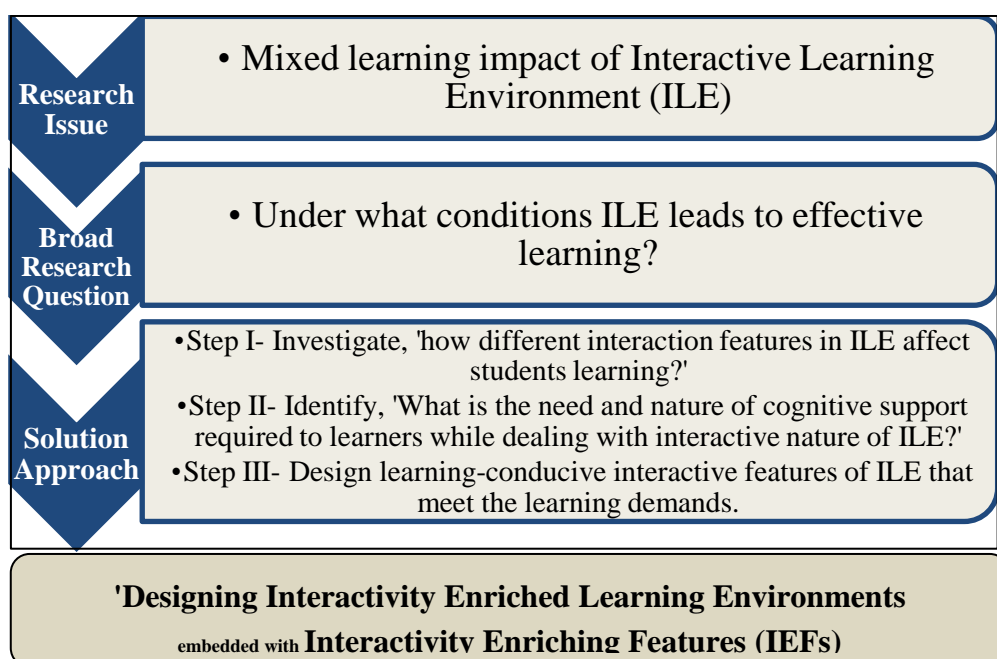 Research
Issue
• Mixed learning impact of Interactive Learning
Environment (ILE)
Broad
Research
Question
• Under what conditions ILE leads to effective
learning?
Solution
Approach
•Step I- Investigate, 'how different interaction features in ILE affect
students learning?'
•Step II- Identify, 'What is the need and nature of cognitive support
required to learners while dealing with interactive nature of ILE?'
•Step III- Design learning-conducive interactive features of ILE that
meet the learning demands.
'Designing Interactivity Enriched Learning Environments
embedded with Interactivity Enriching Features (IEFs)